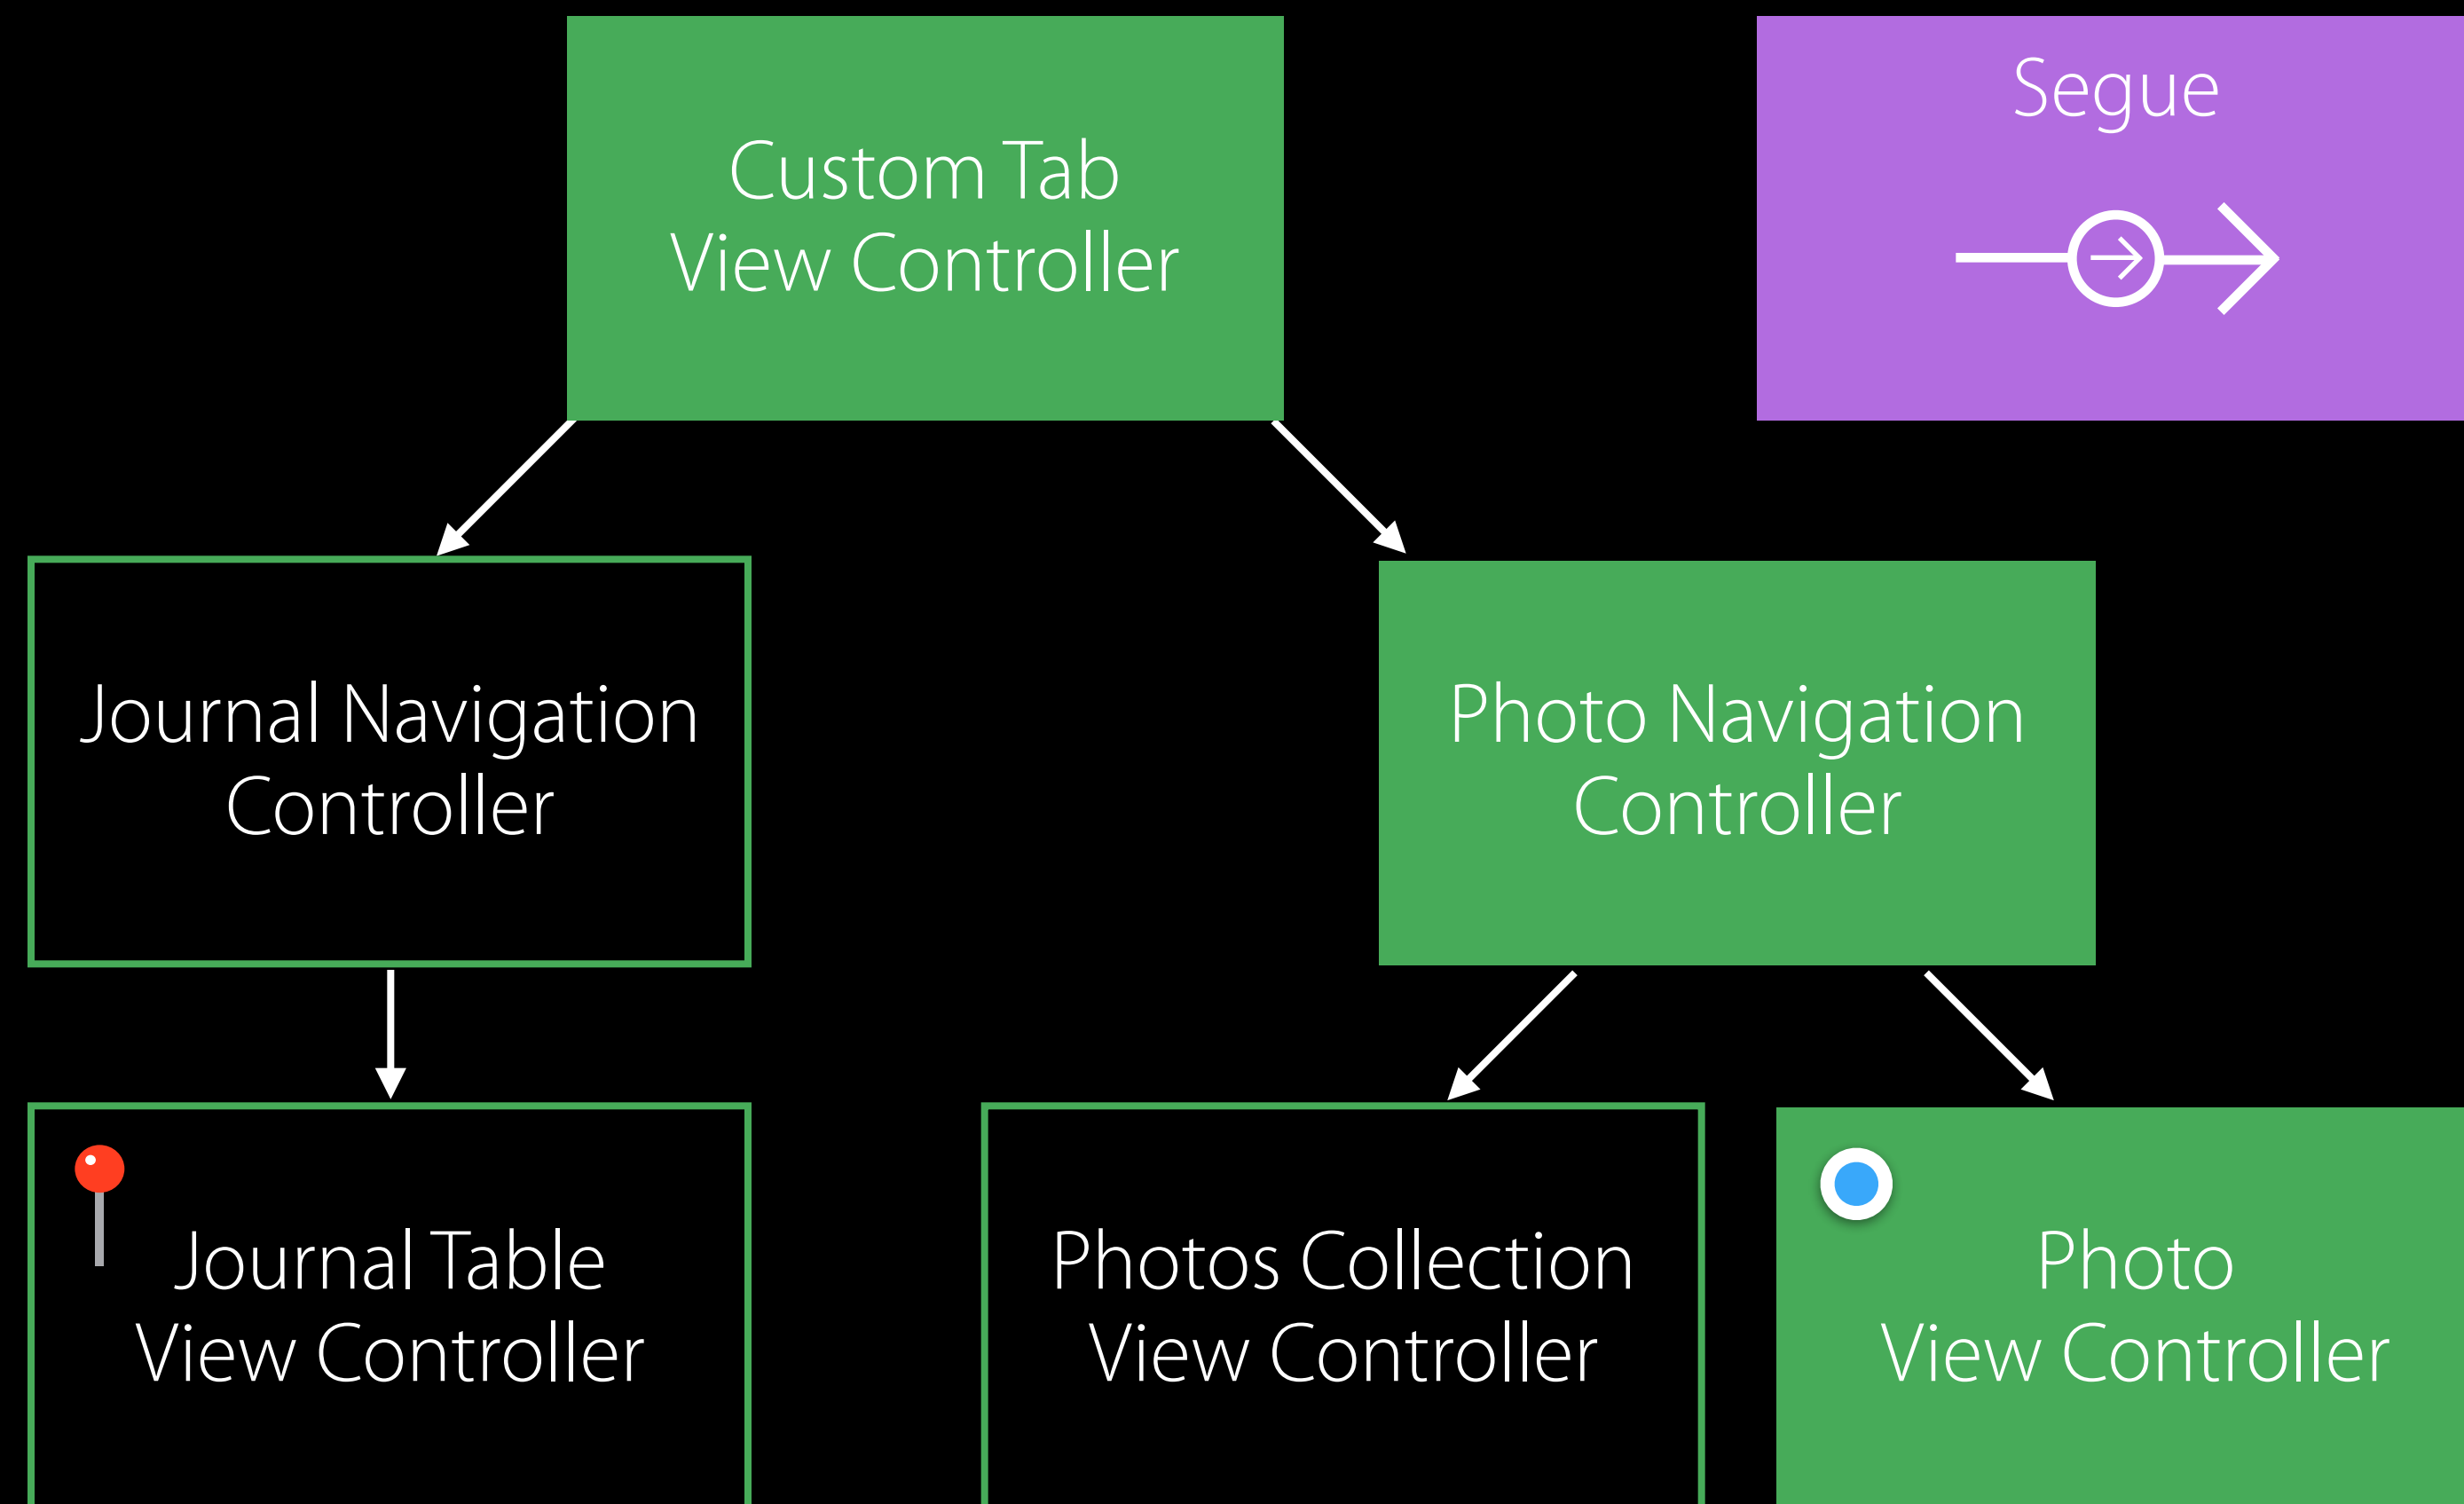 Custom Tab
View Controller
Segue
Journal Navigation
Controller
Photo Navigation
Controller
Journal Table
View Controller
Photos Collection
View Controller
Photo
View Controller